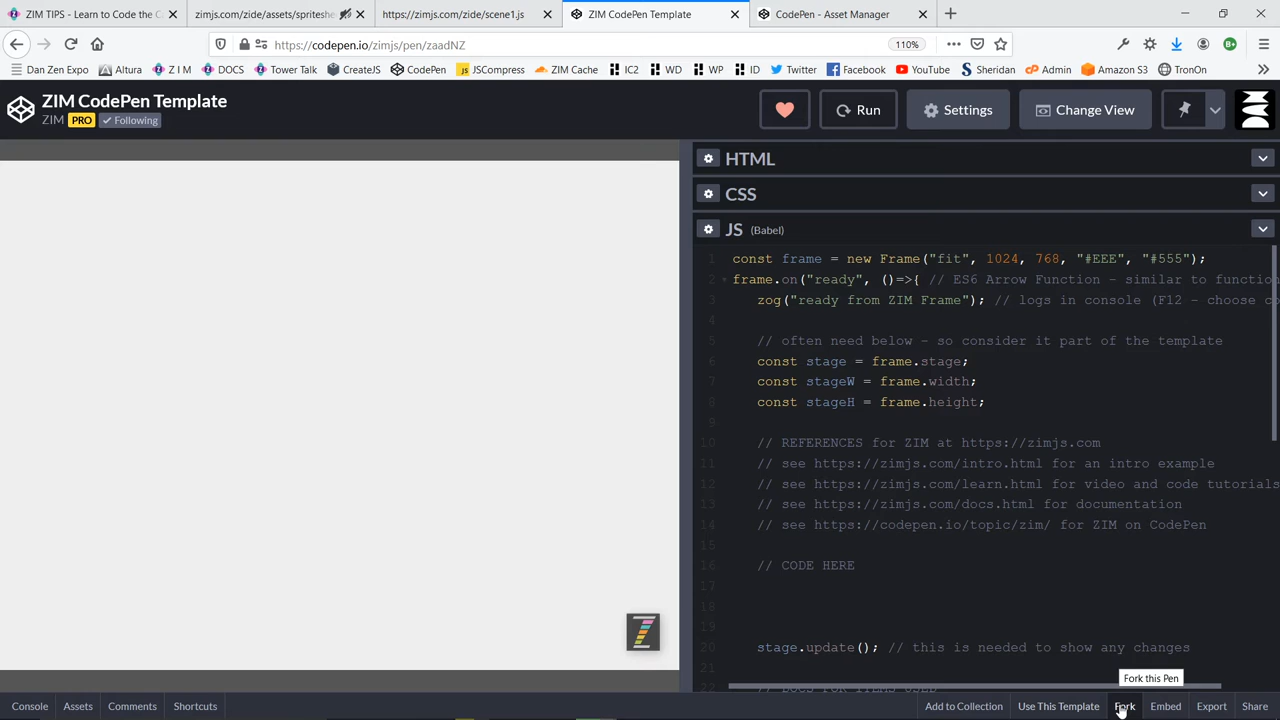 ZIM TIPS - Learn to Code the C
zimjs.com/zide/assets/spriteshe
https://zimjs.com/zide/scene1.js
ZIM CodePen Template
CodePen - Asset Manager
https://codepen.io/zimjs/pen/zaadNZ
110%
Dan Zen Expo
Altura
Z I M
DOCS
Tower Talk
CreateJS
CodePen
JSCompress
ZIM Cache
IC2
WD
WP
ID
Twitter
Facebook
YouTube
Sheridan
Admin
Amazon S3
TronOn
ZIM CodePen Template
ZIM PRO ✓ Following
Run
Settings
Change View
HTML
CSS
JS (Babel)
1 const frame = new Frame("fit", 1024, 768, "#EEE", "#555");
2 frame.on("ready", ()=>{ // ES6 Arrow Function - similar to function
3 zog("ready from ZIM Frame"); // logs in console (F12 - choose co
4
5 // often need below - so consider it part of the template
6 const stage = frame.stage;
7 const stageW = frame.width;
8 const stageH = frame.height;
9
10 // REFERENCES for ZIM at https://zimjs.com
11 // see https://zimjs.com/intro.html for an intro example
12 // see https://zimjs.com/learn.html for video and code tutorials
13 // see https://zimjs.com/docs.html for documentation
14 // see https://codepen.io/topic/zim/ for ZIM on CodePen
15
16 // CODE HERE
17
18
19
20 stage.update(); // this is needed to show any changes
21
22 // DOCS FOR ITEMS USED
Fork this Pen
Console
Assets
Comments
Shortcuts
Add to Collection
Use This Template
Fork
Embed
Export
Share